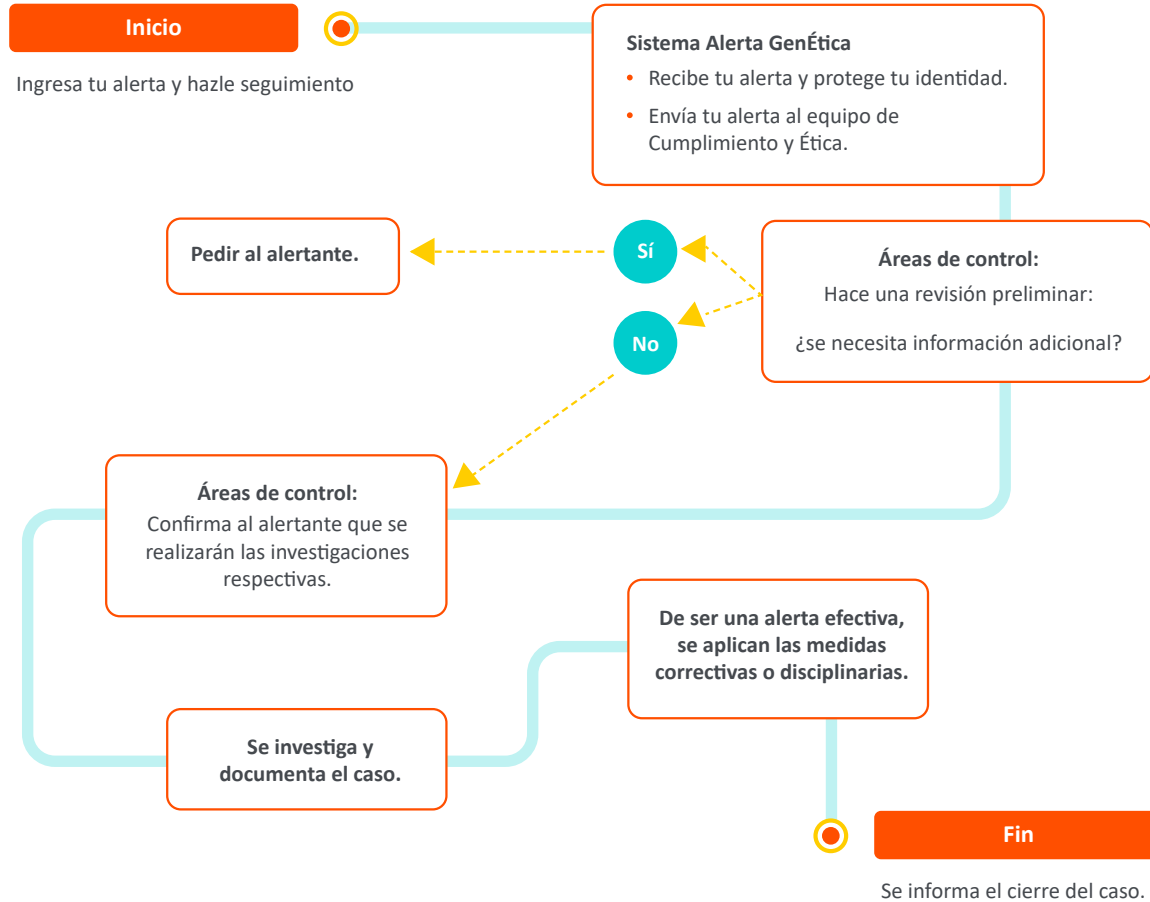 Inicio
Ingresa tu alerta y hazle seguimiento
Sistema Alerta GenÉtica
• Recibe tu alerta y protege tu identidad.
• Envía tu alerta al equipo de
Cumplimiento y Ética.
Áreas de control:
Hace una revisión preliminar:
¿se necesita información adicional?
Sí
Pedir al alertante.
No
Áreas de control:
Confirma al alertante que se
realizarán las investigaciones
respectivas.
Se investiga y
documenta el caso.
De ser una alerta efectiva,
se aplican las medidas
correctivas o disciplinarias.
Fin
Se informa el cierre del caso.